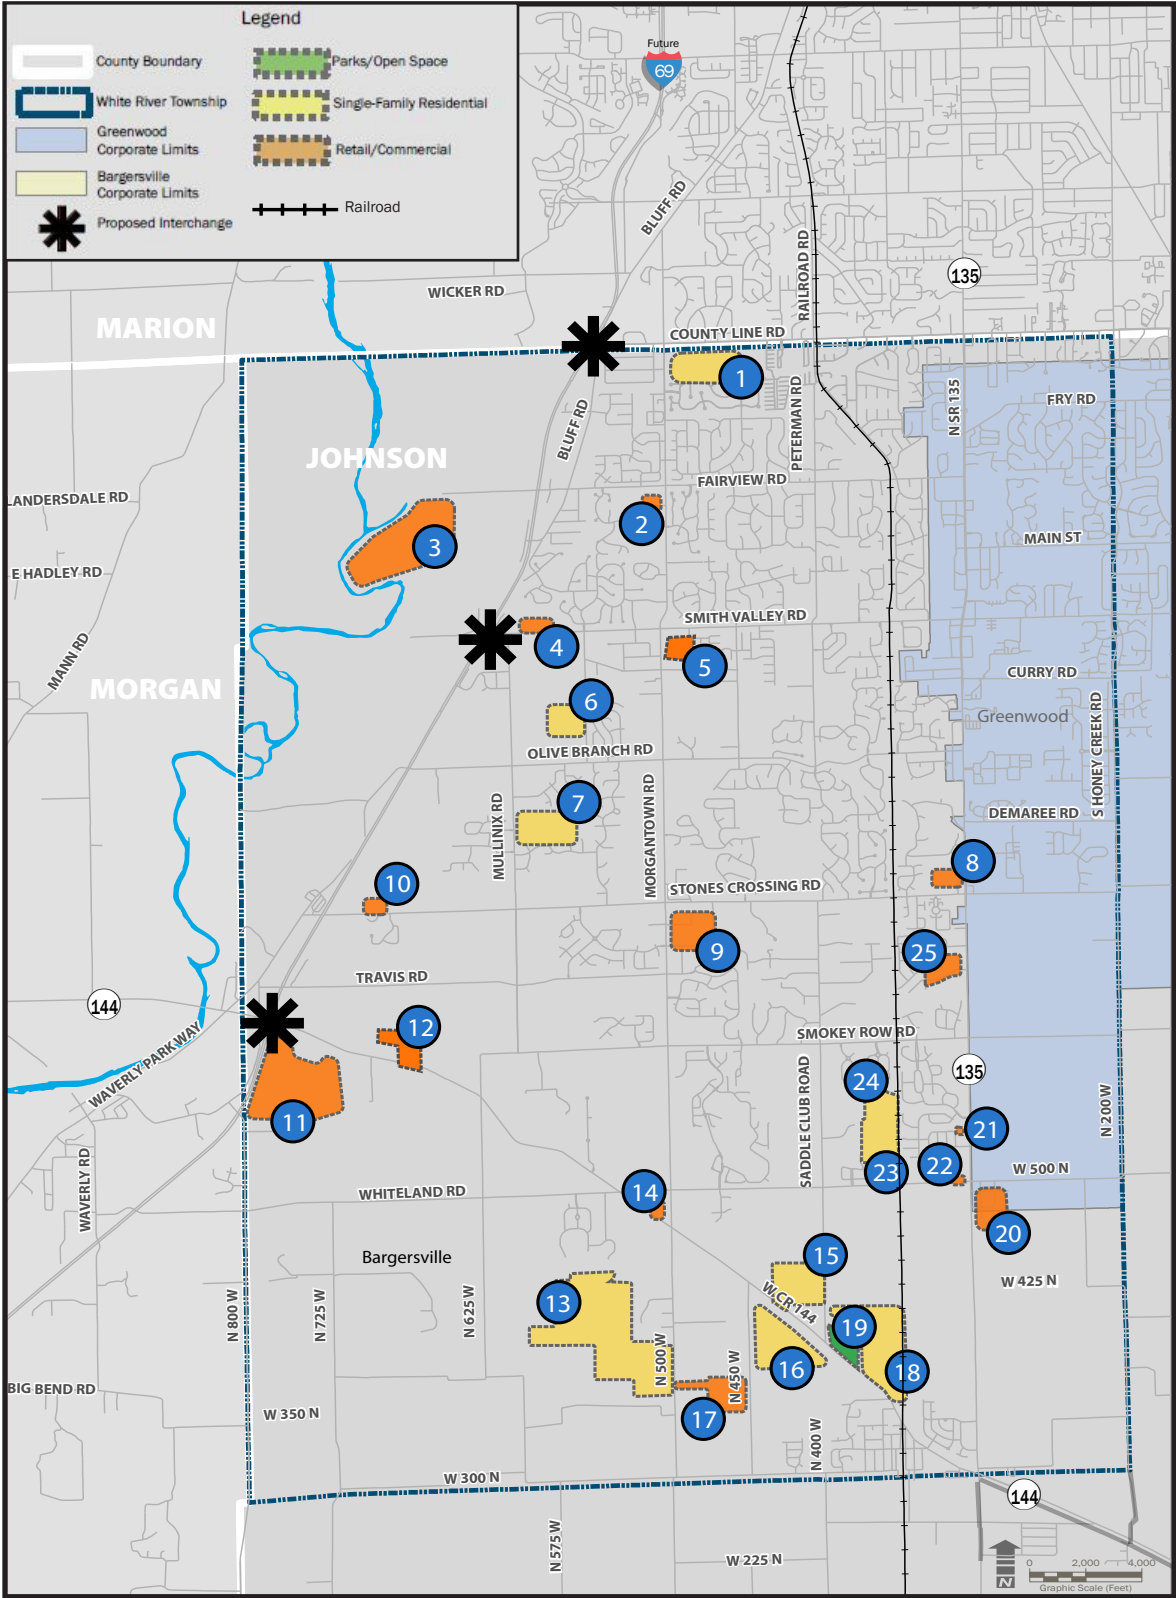 Legend
County Boundary
White River Township
Greenwood
Corporate Limits
Bargersville
Corporate Limits
Proposed Interchange
Parks/Open Space
Single-Family Residential
Retail/Commercial
Railroad
Future
69
BLUFF RD
RAILROAD RD
135
WICKER RD
MARION
COUNTY LINE RD
1
PETERMAN RD
N SR 135
FRY RD
BLUFF RD
JOHNSON
FAIRVIEW RD
LANDERSDALE RD
2
MAIN ST
3
E HADLEY RD
SMITH VALLEY RD
4
5
MANN RD
CURRY RD
MORGAN
6
Greenwood
S HONEY CREEK RD
OLIVE BRANCH RD
7
MULLINIX RD
MORGANTOWN RD
DEMAREE RD
8
10
STONES CROSSING RD
9
25
TRAVIS RD
144
12
SMOKEY ROW RD
WAVERLY PARK WAY
135
24
SADDLE CLUB ROAD
N 200 W
11
21
22
23
W 500 N
WAVERLY RD
WHITELAND RD
14
20
Bargersville
15
W 425 N
13
W CR 144
19
N 800 W
N 725 W
N 625 W
N 500 W
N 450 W
16
18
BIG BEND RD
W 350 N
17
N 400 W
W 300 N
144
N 575 W
W 225 N
N
0 2,000 4,000
Graphic Scale (Feet)